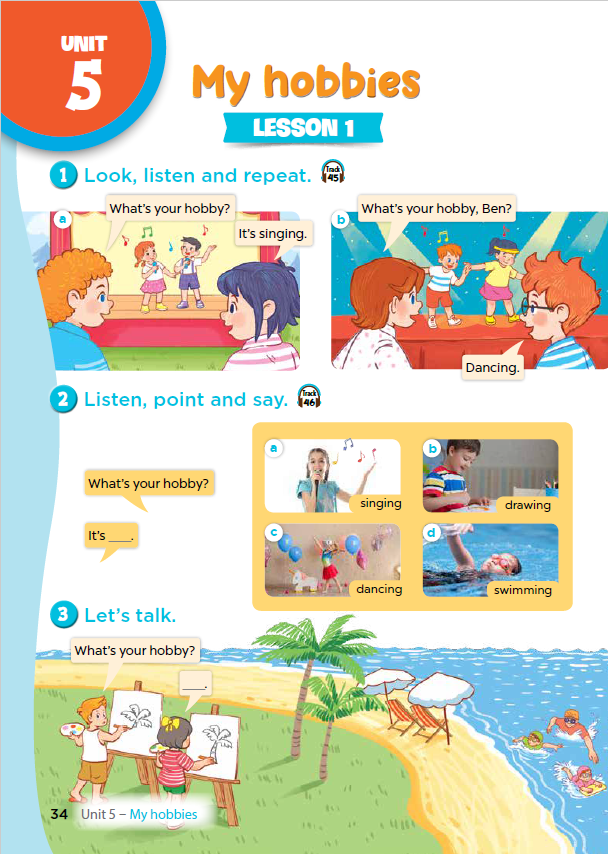 UNIT
5
My hobbies
LESSON 1
1 Look, listen and repeat. Track 45
a
What's your hobby?
It's singing.
b
What's your hobby, Ben?
Dancing.
2 Listen, point and say. Track 46
What's your hobby?
It's ___.
a
singing
b
drawing
c
dancing
d
swimming
3 Let's talk.
What's your hobby?
___.
34 Unit 5 – My hobbies